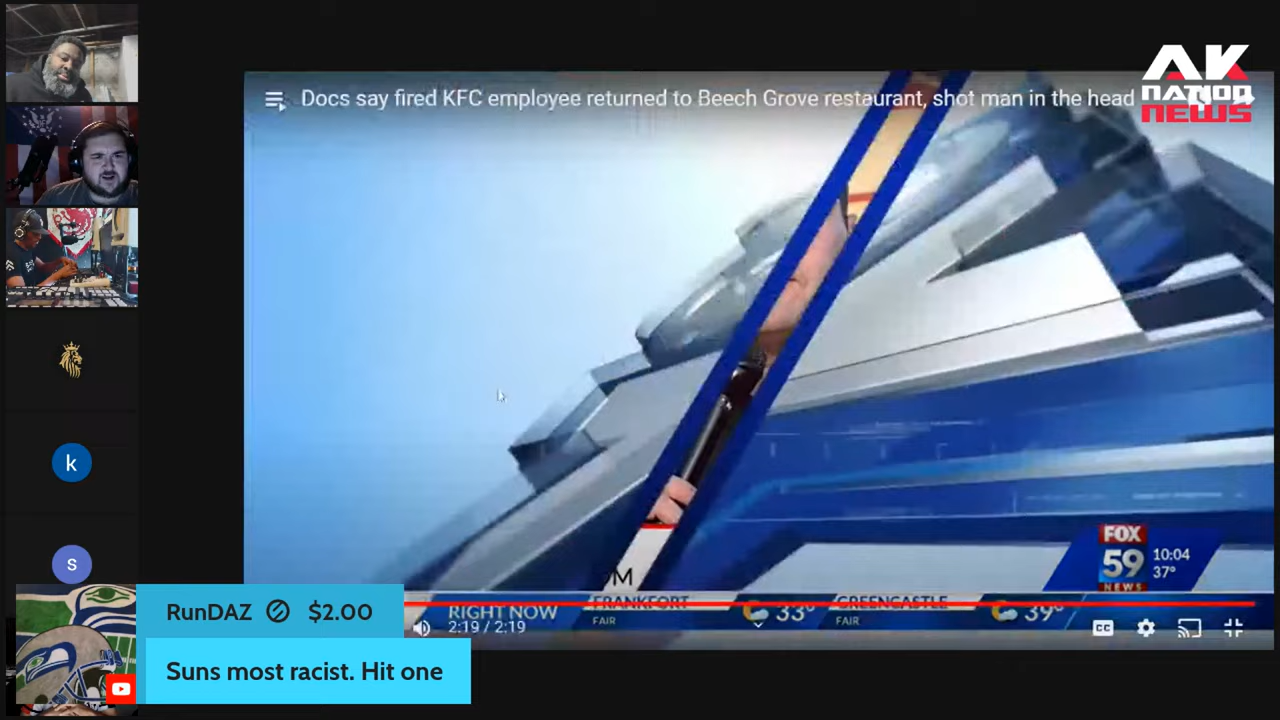 Docs say fired KFC employee returned to Beech Grove restaurant, shot man in the head
AK
NATION
NEWS
k
s
RunDAZ $2.00
Suns most racist. Hit one
FOX
59
NEWS
10:04
37°
RIGHT NOW
FRANKFORT
FAIR
33°
GREENCASTLE
FAIR
39°
2:19 / 2:19
CC